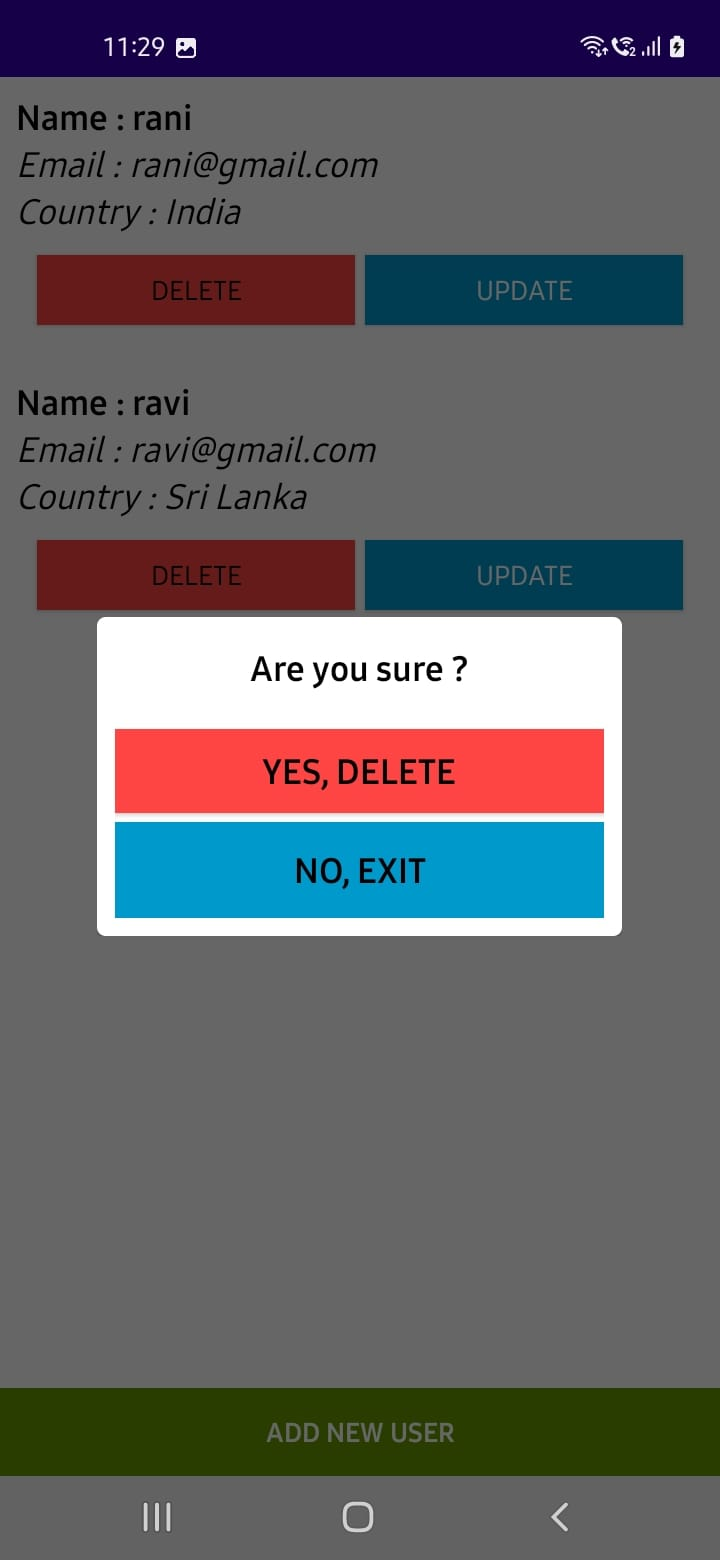 11:29
Name : rani
Email : rani@gmail.com
Country : India
DELETE UPDATE
Name : ravi
Email : ravi@gmail.com
Country : Sri Lanka
DELETE UPDATE
Are you sure ?
YES, DELETE
NO, EXIT
ADD NEW USER